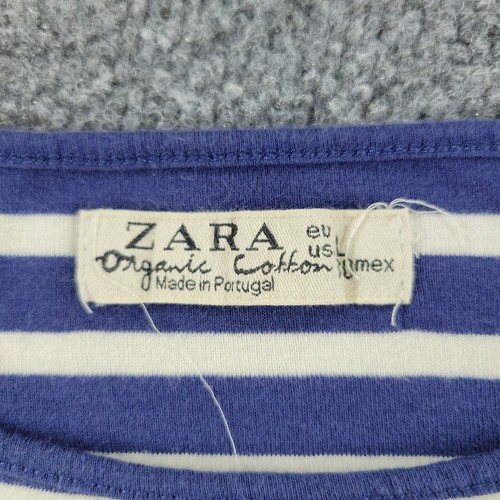 ZARA
EU
US L
Organic Cotton
mex
Made in Portugal